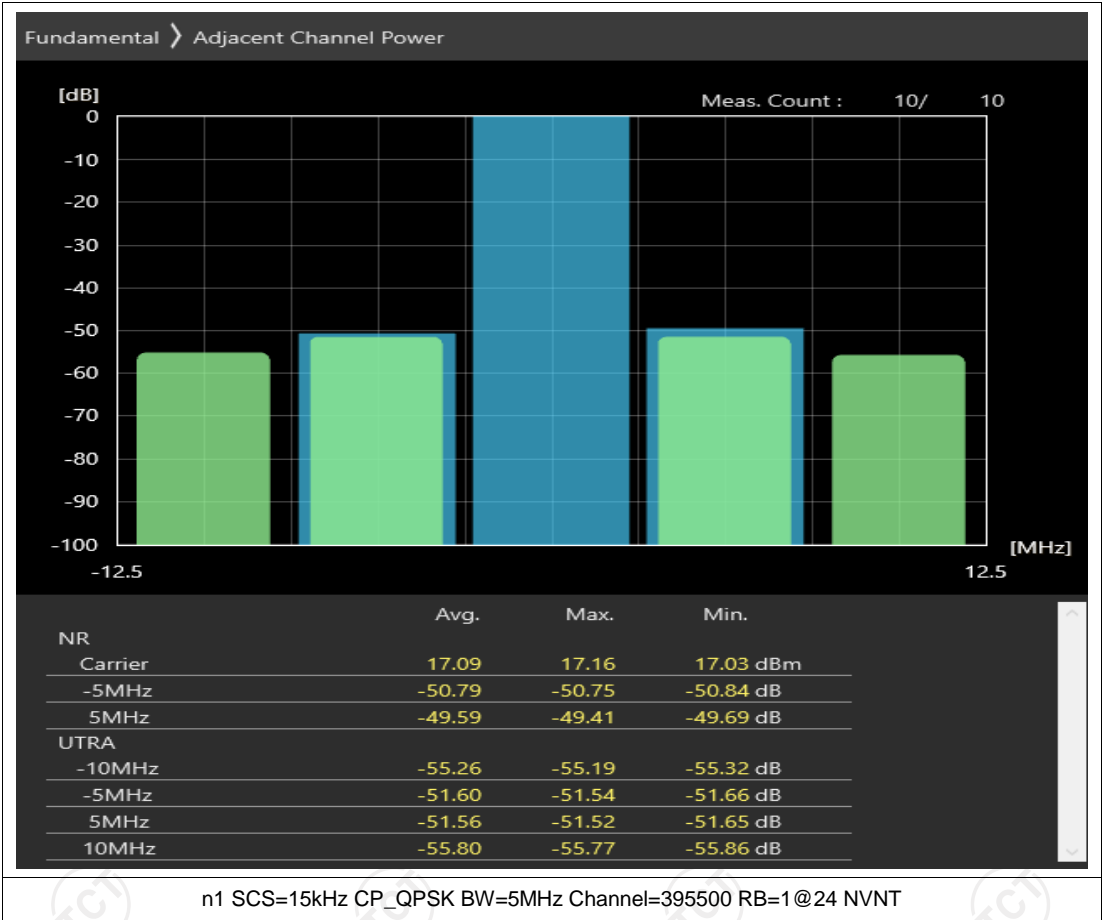 Fundamental 〉 Adjacent Channel Power
[dB]
Meas. Count : 10/ 10
0
-10
-20
-30
-40
-50
-60
-70
-80
-90
-100
[MHz]
-12.5 12.5
Avg. Max. Min.
NR
Carrier 17.09 17.16 17.03 dBm
-5MHz -50.79 -50.75 -50.84 dB
5MHz -49.59 -49.41 -49.69 dB
UTRA
-10MHz -55.26 -55.19 -55.32 dB
-5MHz -51.60 -51.54 -51.66 dB
5MHz -51.56 -51.52 -51.65 dB
10MHz -55.80 -55.77 -55.86 dB
n1 SCS=15kHz CP_QPSK BW=5MHz Channel=395500 RB=1@24 NVNT
TCT TCT TCT TCT